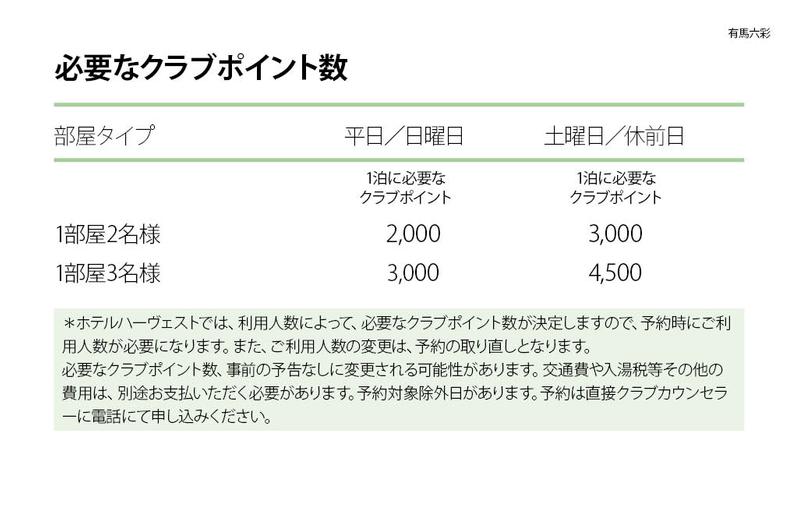 有馬六彩
必要なクラブポイント数
部屋タイプ 平日／日曜日 土曜日／休前日
1泊に必要な 1泊に必要な
クラブポイント クラブポイント
1部屋2名様 2,000 3,000
1部屋3名様 3,000 4,500
＊ホテルハーヴェストでは、利用人数によって、必要なクラブポイント数が決定しますので、予約時にご利
用人数が必要になります。また、ご利用人数の変更は、予約の取り直しとなります。
必要なクラブポイント数、事前の予告なしに変更される可能性があります。交通費や入湯税等その他の
費用は、別途お支払いただく必要があります。予約対象除外日があります。予約は直接クラブカウンセラ
ーに電話にて申し込みください。